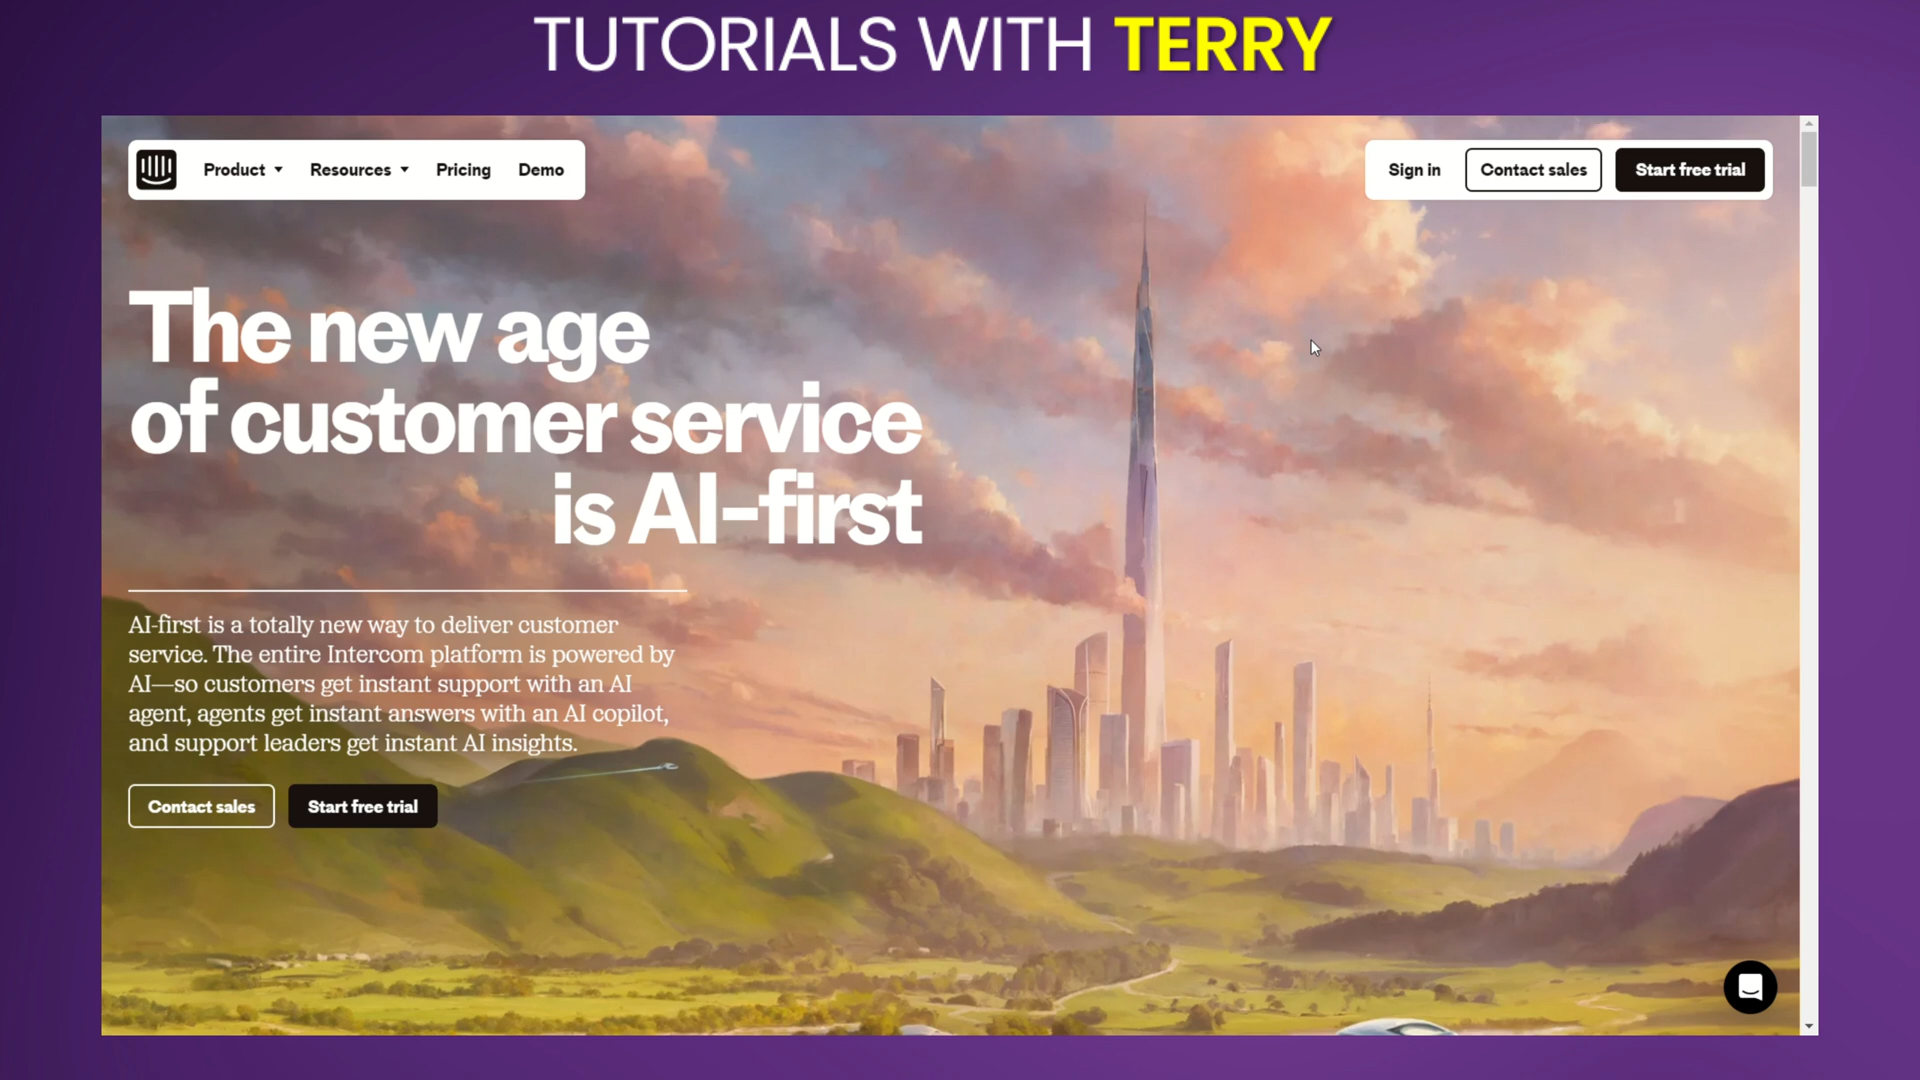 TUTORIALS WITH TERRY
Product Resources Pricing Demo
Sign in Contact sales Start free trial
The new age
of customer service
is AI-first
AI-first is a totally new way to deliver customer
service. The entire Intercom platform is powered by
AI—so customers get instant support with an AI
agent, agents get instant answers with an AI copilot,
and support leaders get instant AI insights.
Contact sales Start free trial